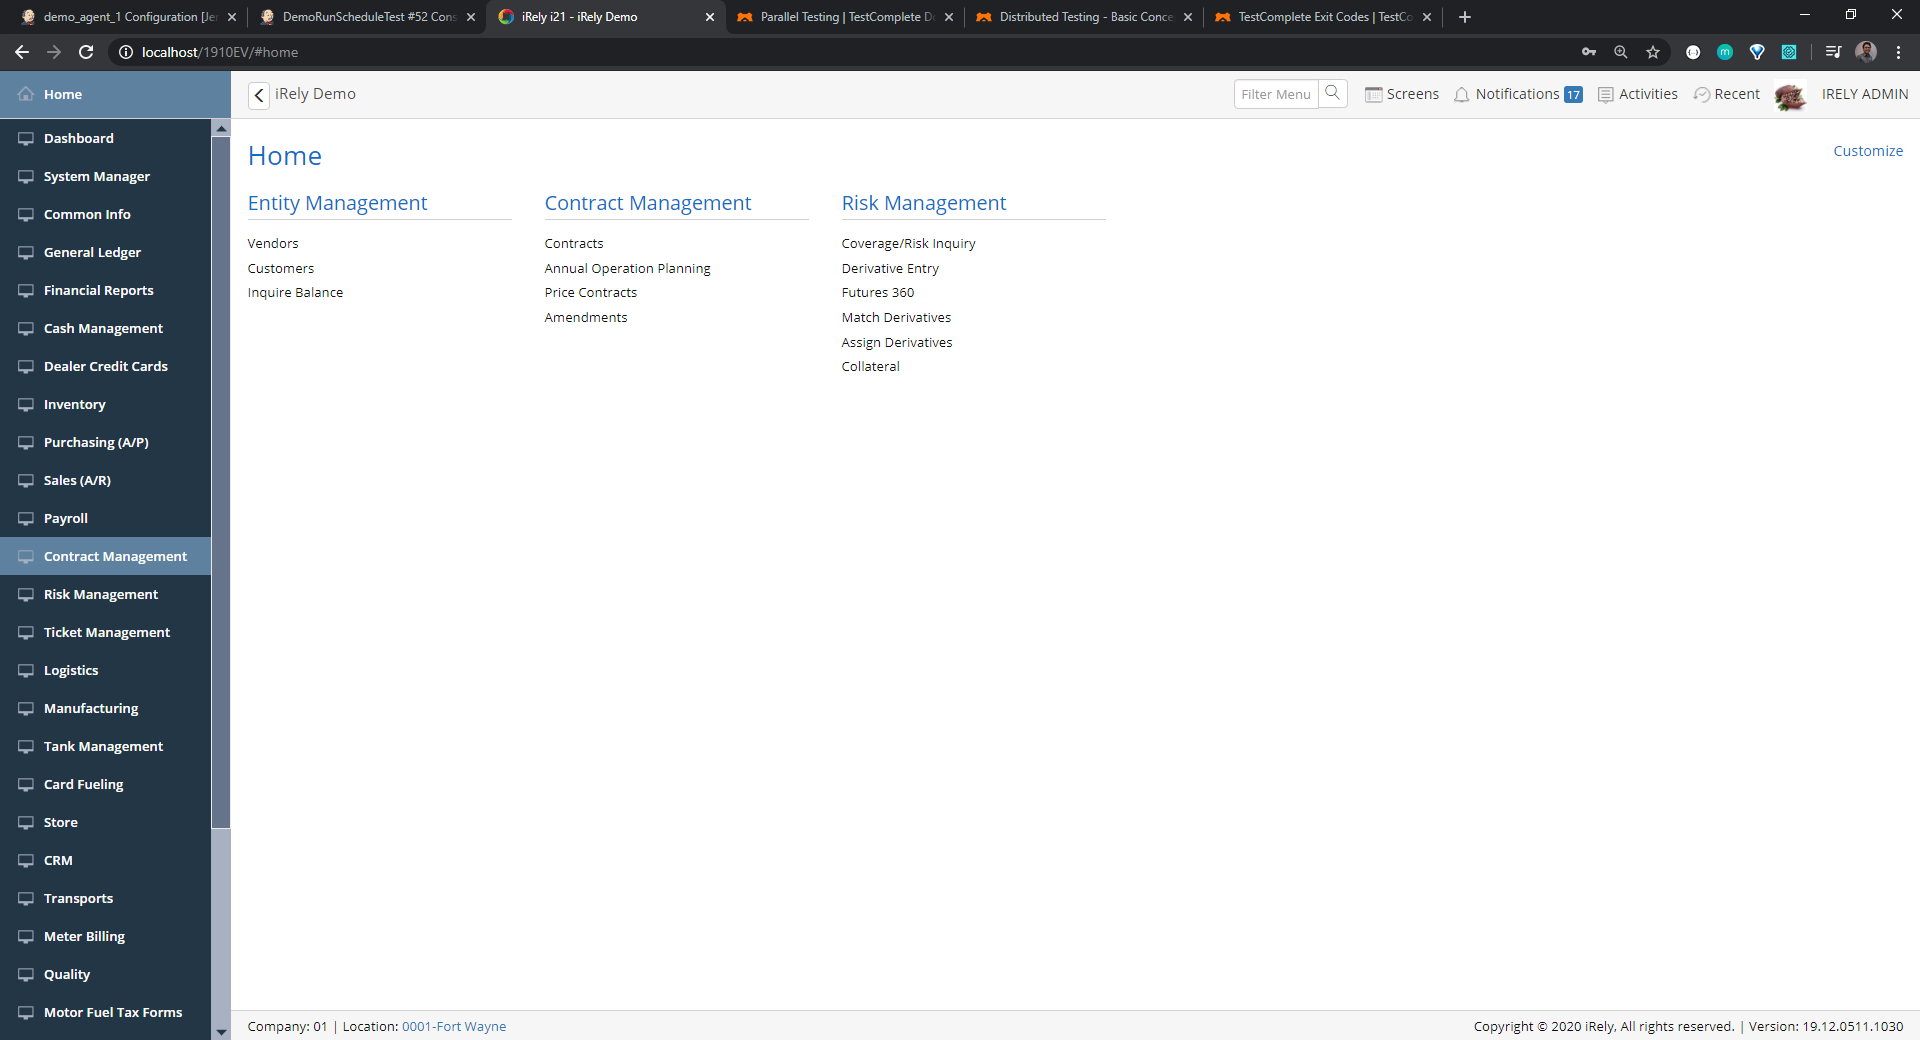 demo_agent_1 Configuration [Jer
DemoRunScheduleTest #52 Cons
iRely i21 - iRely Demo
Parallel Testing | TestComplete Do
Distributed Testing - Basic Conce
TestComplete Exit Codes | TestCo
localhost/1910EV/#home
Home
iRely Demo
Filter Menu
Screens
Notifications 17
Activities
Recent
IRELY ADMIN
Dashboard
System Manager
Common Info
General Ledger
Financial Reports
Cash Management
Dealer Credit Cards
Inventory
Purchasing (A/P)
Sales (A/R)
Payroll
Contract Management
Risk Management
Ticket Management
Logistics
Manufacturing
Tank Management
Card Fueling
Store
CRM
Transports
Meter Billing
Quality
Motor Fuel Tax Forms
Home
Customize
Entity Management
Vendors
Customers
Inquire Balance
Contract Management
Contracts
Annual Operation Planning
Price Contracts
Amendments
Risk Management
Coverage/Risk Inquiry
Derivative Entry
Futures 360
Match Derivatives
Assign Derivatives
Collateral
Company: 01 | Location: 0001-Fort Wayne
Copyright © 2020 iRely, All rights reserved. | Version: 19.12.0511.1030